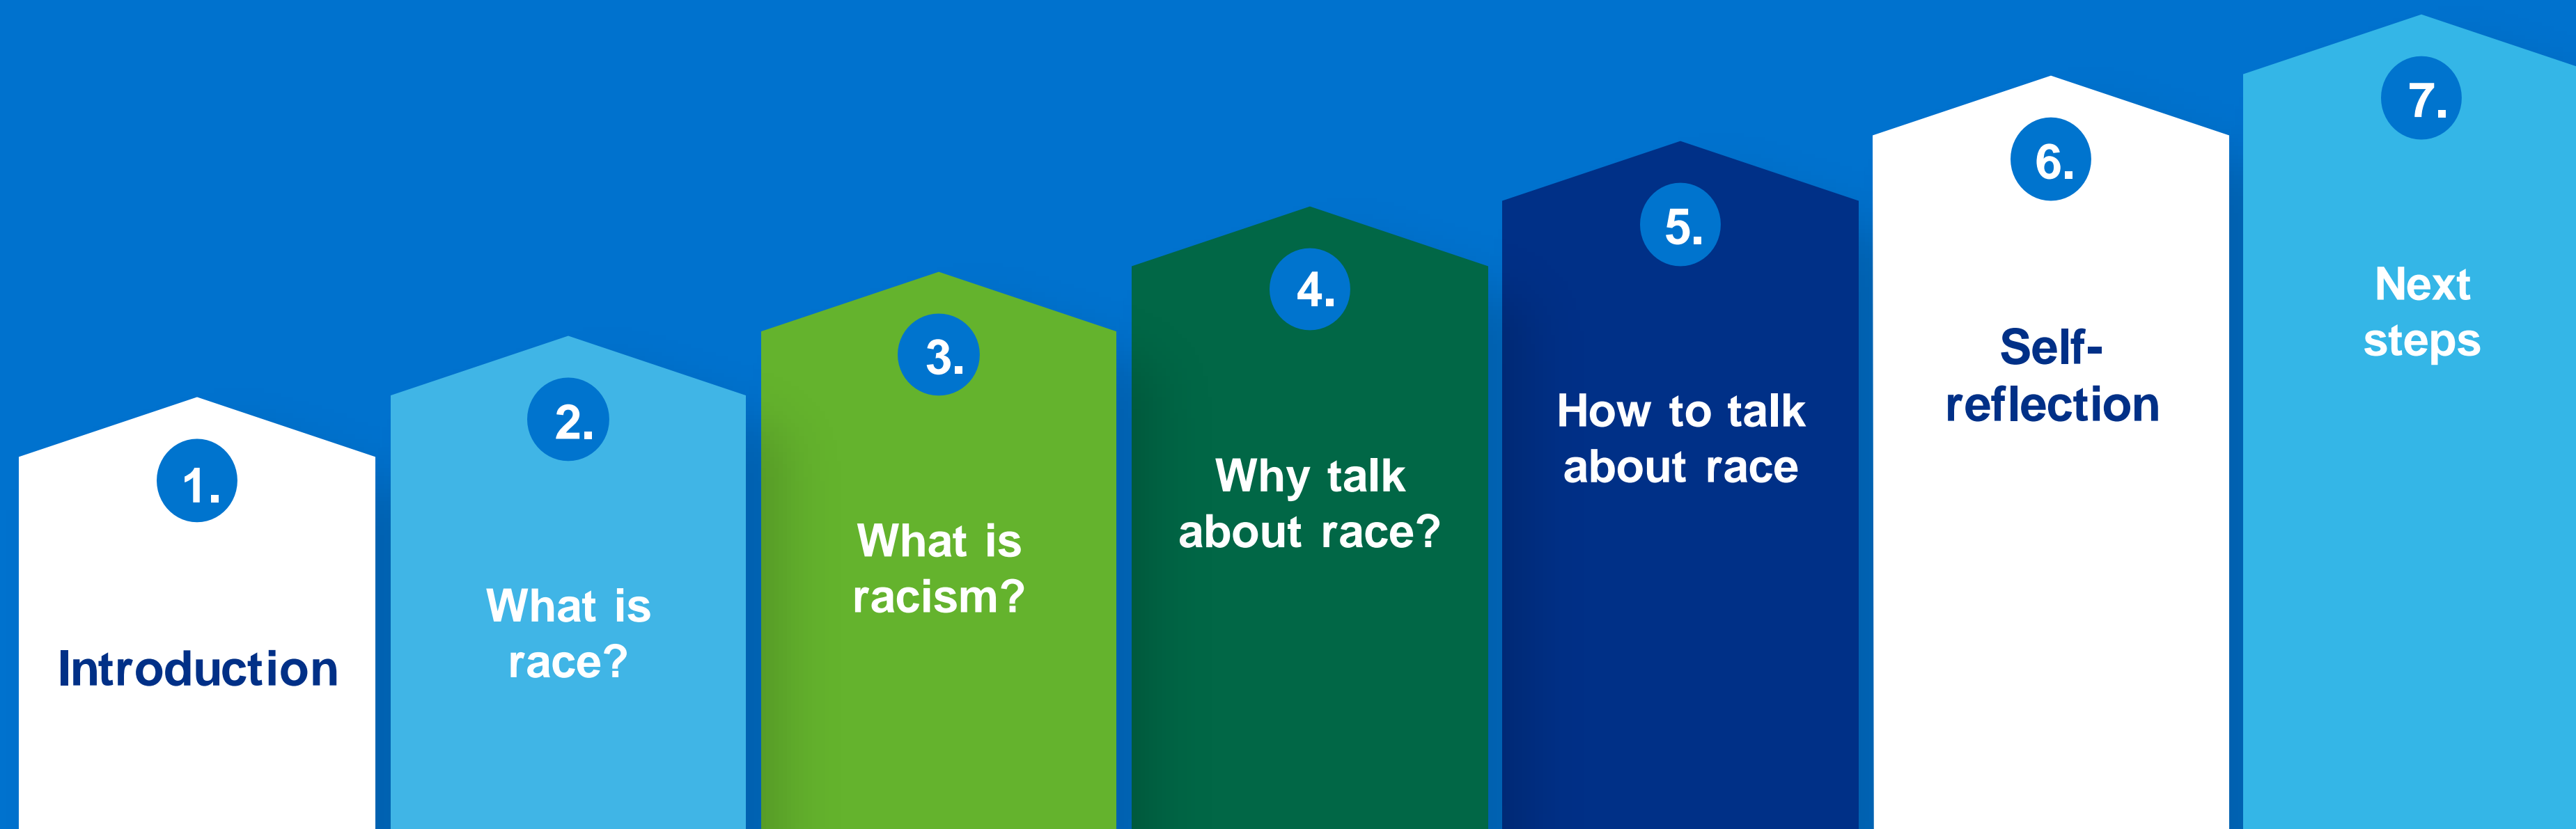 1.
Introduction
2.
What is
race?
3.
What is
racism?
4.
Why talk
about race?
5.
How to talk
about race
6.
Self-
reflection
7.
Next
steps